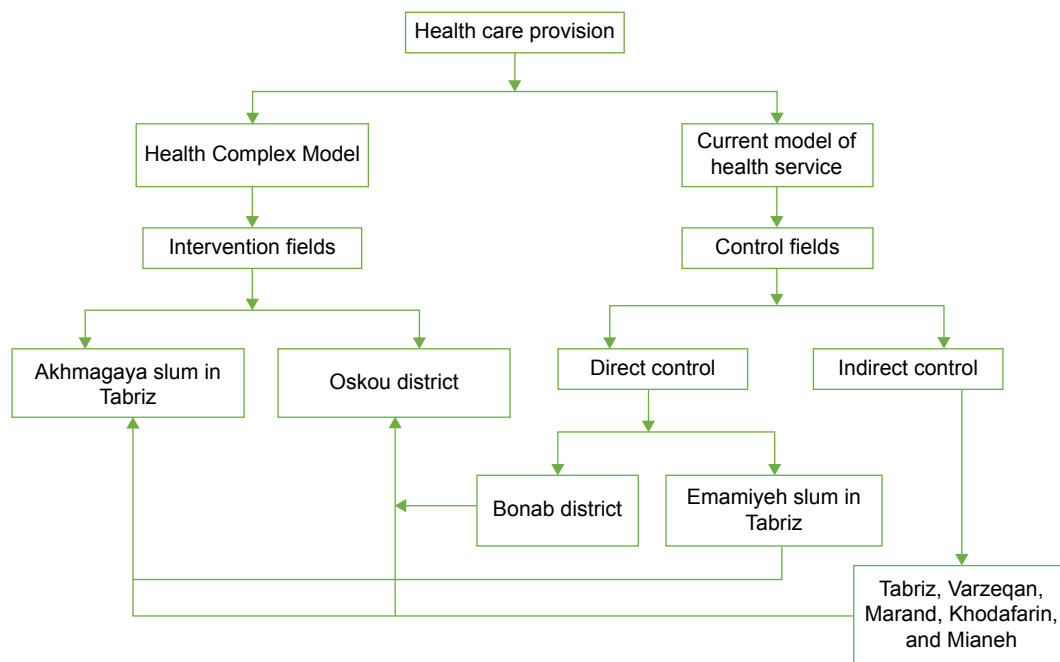 Health care provision
Health Complex Model
Current model of
health service
Intervention fields
Control fields
Akhmagaya slum in
Tabriz
Oskou district
Direct control
Indirect control
Bonab district
Emamiyeh slum in
Tabriz
Tabriz, Varzeqan,
Marand, Khodafarin,
and Mianeh